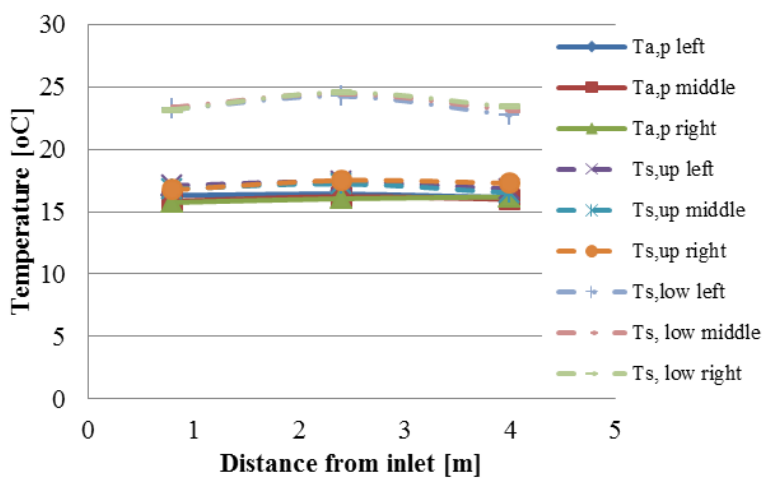 30
25
20
15
10
5
0
Temperature [oC]
0 1 2 3 4 5
Distance from inlet [m]
Ta,p left
Ta,p middle
Ta,p right
Ts,up left
Ts,up middle
Ts,up right
Ts,low left
Ts, low middle
Ts, low right